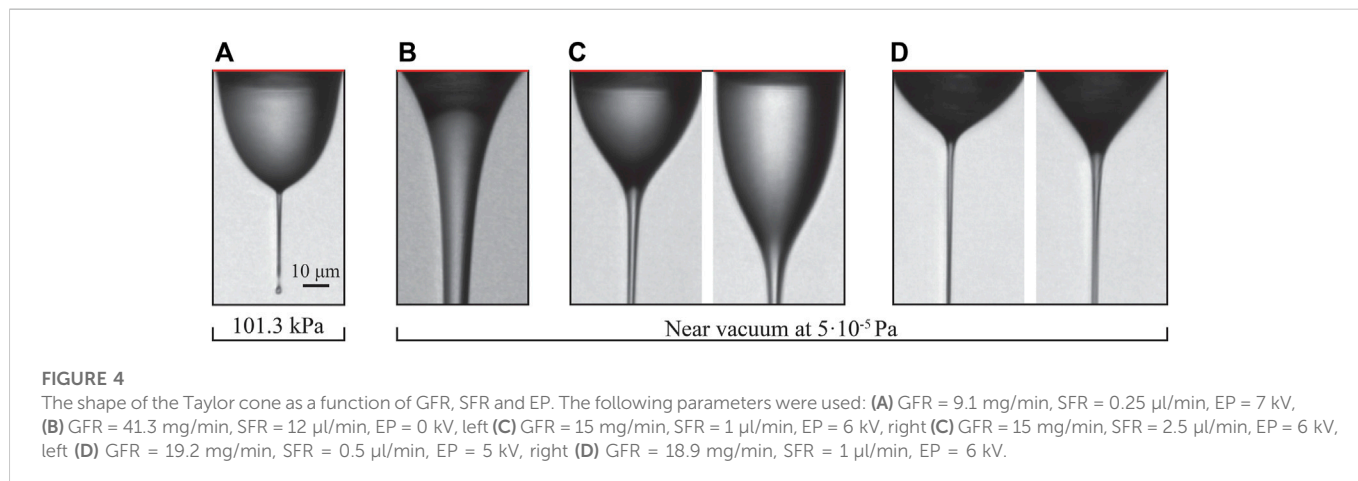 A
B
C
D
10 µm
101.3 kPa
Near vacuum at 5·10⁻⁵ Pa
FIGURE 4
The shape of the Taylor cone as a function of GFR, SFR and EP. The following parameters were used: (A) GFR = 9.1 mg/min, SFR = 0.25 µl/min, EP = 7 kV,
(B) GFR = 41.3 mg/min, SFR = 12 µl/min, EP = 0 kV, left (C) GFR = 15 mg/min, SFR = 1 µl/min, EP = 6 kV, right (C) GFR = 15 mg/min, SFR = 2.5 µl/min, EP = 6 kV,
left (D) GFR = 19.2 mg/min, SFR = 0.5 µl/min, EP = 5 kV, right (D) GFR = 18.9 mg/min, SFR = 1 µl/min, EP = 6 kV.